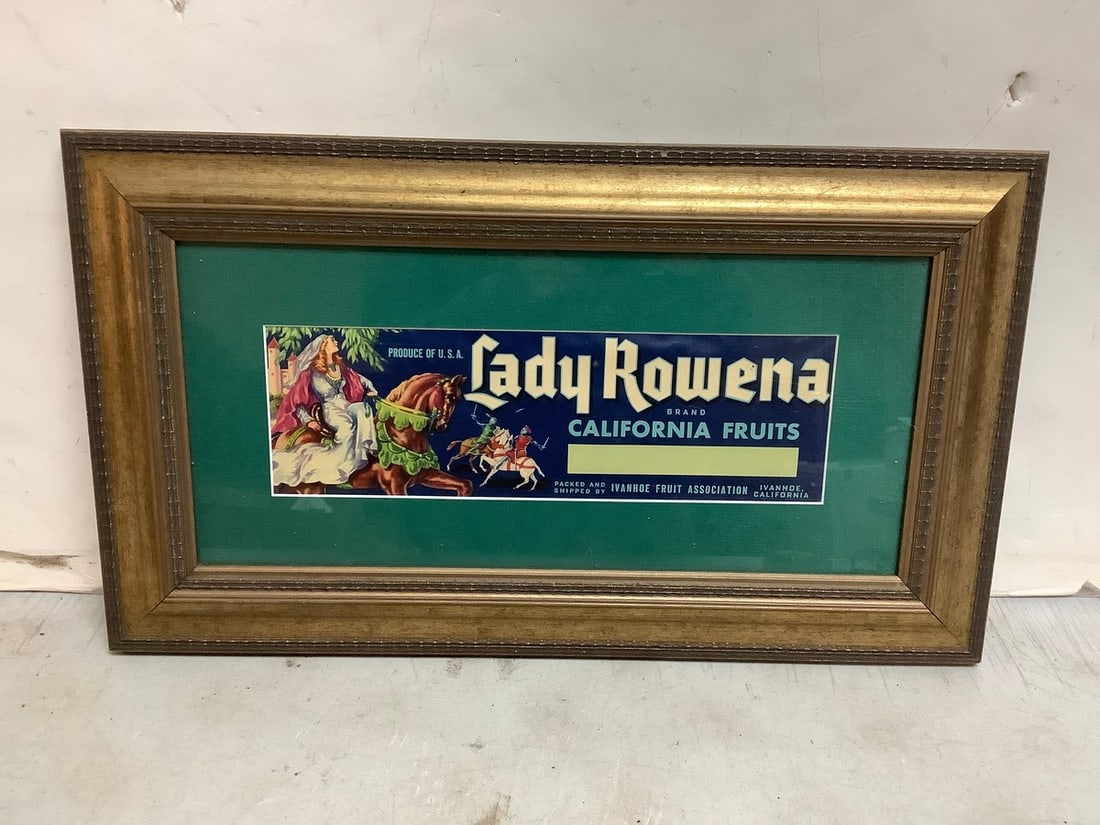 PRODUCE OF U.S.A.
Lady Rowena
BRAND
CALIFORNIA FRUITS
PACKED AND
SHIPPED BY
IVANHOE FRUIT ASSOCIATION
IVANHOE,
CALIFORNIA